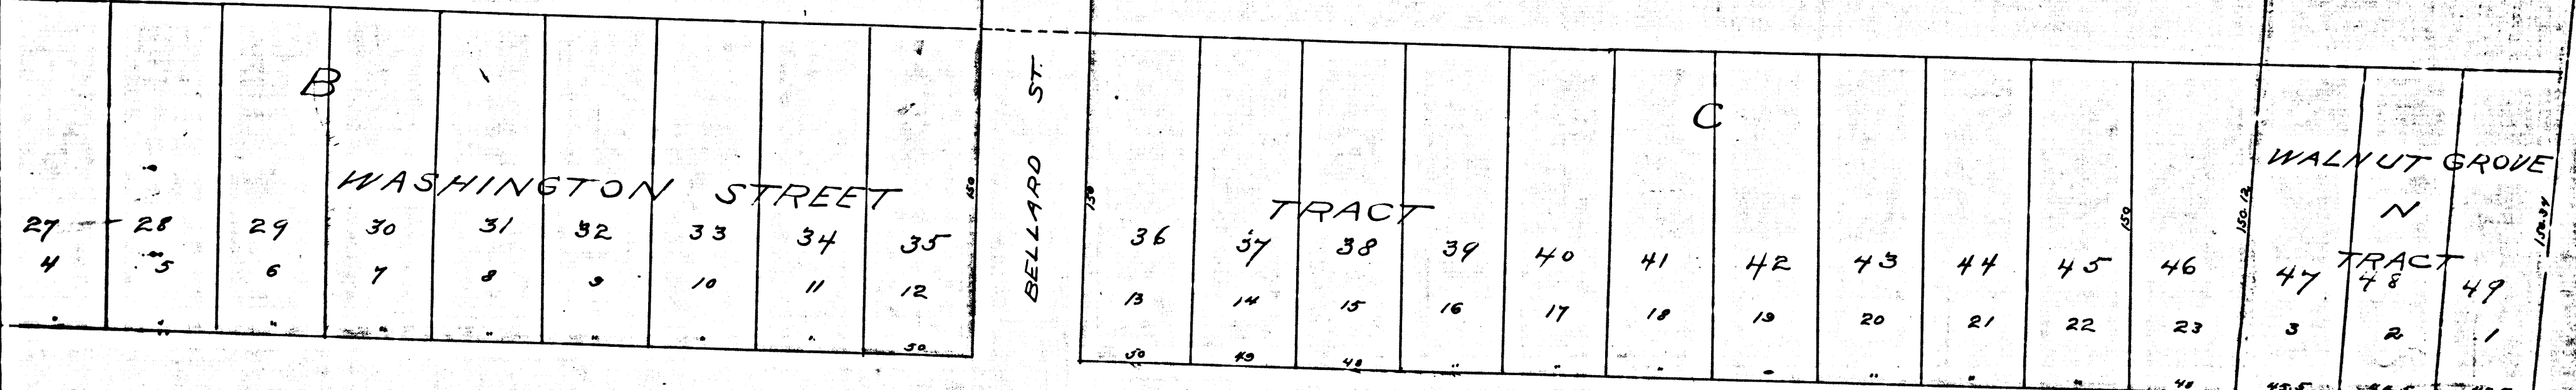 B
WASHINGTON STREET
27 28 29 30 31 32 33 34 35
4 5 6 7 8 9 10 11 12
50
150
BELLARD ST.
150
C
TRACT
36 37 38 39 40 41 42 43 44 45 46
13 14 15 16 17 18 19 20 21 22 23
50 49 48 " " " " " " " 48
150
150.12
WALNUT GROVE
N
TRACT
47 48 49
3 2 1